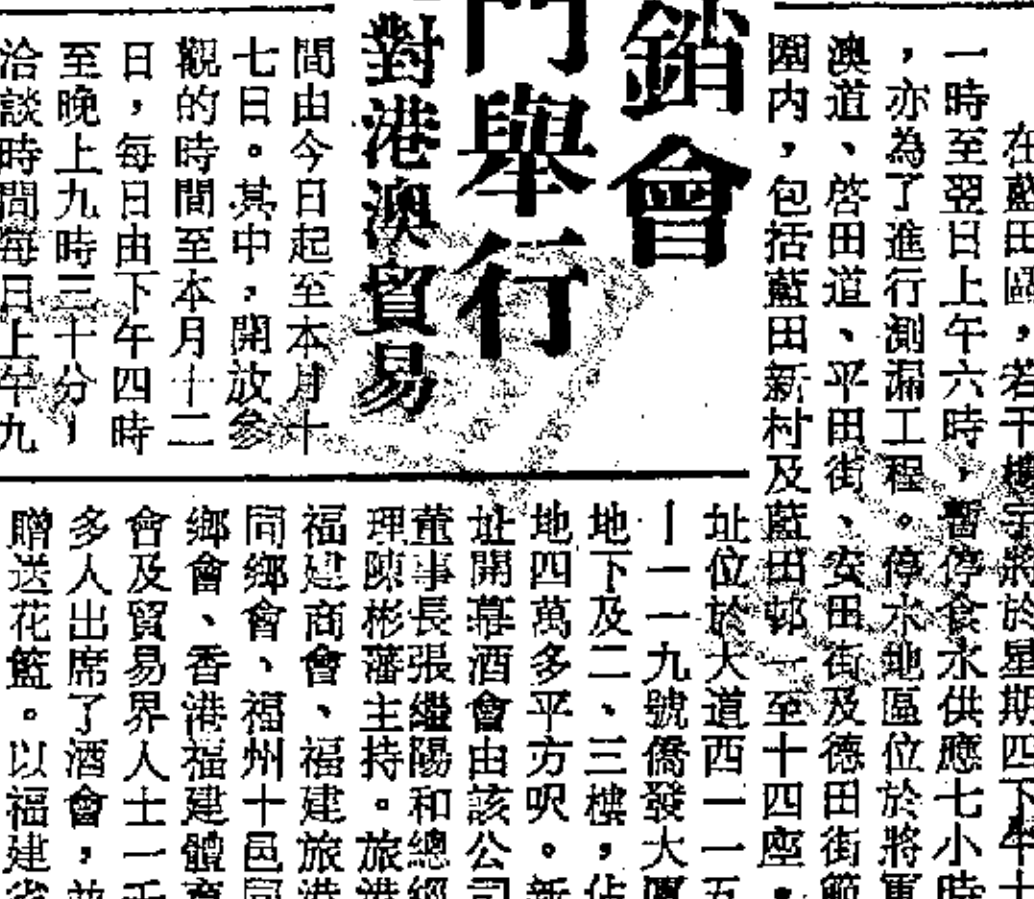 在藍田區，若干樓宇將於星期四下午十
一時至翌日上午六時，暫停食水供應七小時
，亦為了進行測漏工程。停水地區位於將軍
澳道、啓田道、平田街、安田街及德田街範
圍內，包括藍田新村及藍田邨一至十四座。
銷會
門舉行
對港澳貿易
間由今日起至本月十
七日。其中，開放參
觀的時間至本月十二
日，每日由下午四時
至晚上九時三十分，
洽談時間每日上午九
址位於大道西一一五
｜一一九號僑發大廈
地下及二、三樓，佔
地四萬多平方呎。新
址開幕酒會由該公司
董事長張繼陽和總經
理陳彬藩主持。旅港
福建商會、福建旅港
同鄉會、福州十邑同
鄉會、香港福建體育
會及貿易界人士一千
多人出席了酒會，並
贈送花籃。以福建省